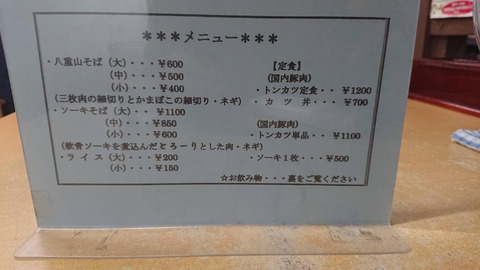 ＊＊＊メニュー＊＊＊
・八重山そば（大）・・・￥600
（中）・・・￥500
（小）・・・￥400
（三枚肉の細切りとかまぼこの細切り・ネギ）
・ソーキそば（大）・・￥1100
（中）・・・￥850
（小）・・・￥600
（軟骨ソーキを煮込んだとろーりとした肉・ネギ）
・ライス（大）・・・￥200
（小）・・・￥150
【定食】
（国内豚肉）
・トンカツ定食・・・￥1200
・カツ丼・・・￥700
（国内豚肉）
・トンカツ単品・・￥1100
・ソーキ1枚・・・￥500
☆お飲み物・・・裏をご覧ください